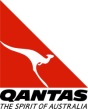 QANTAS
THE SPIRIT OF AUSTRALIA